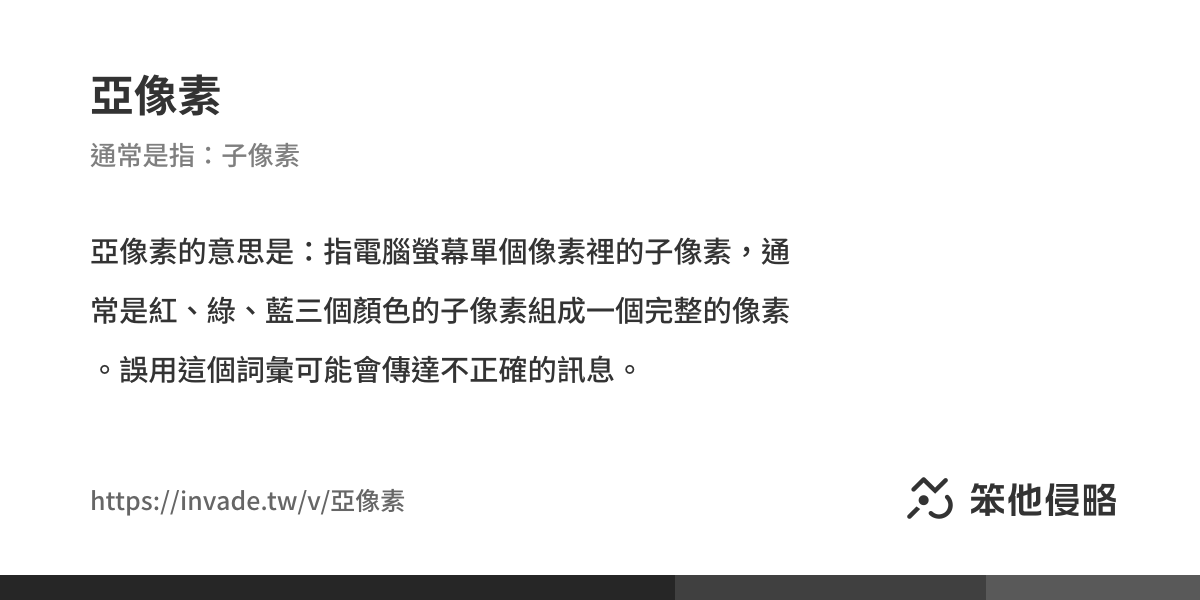 亞像素
通常是指：子像素
亞像素的意思是：指電腦螢幕單個像素裡的子像素，通
常是紅、綠、藍三個顏色的子像素組成一個完整的像素
。誤用這個詞彙可能會傳達不正確的訊息。
https://invade.tw/v/亞像素
笨他侵略